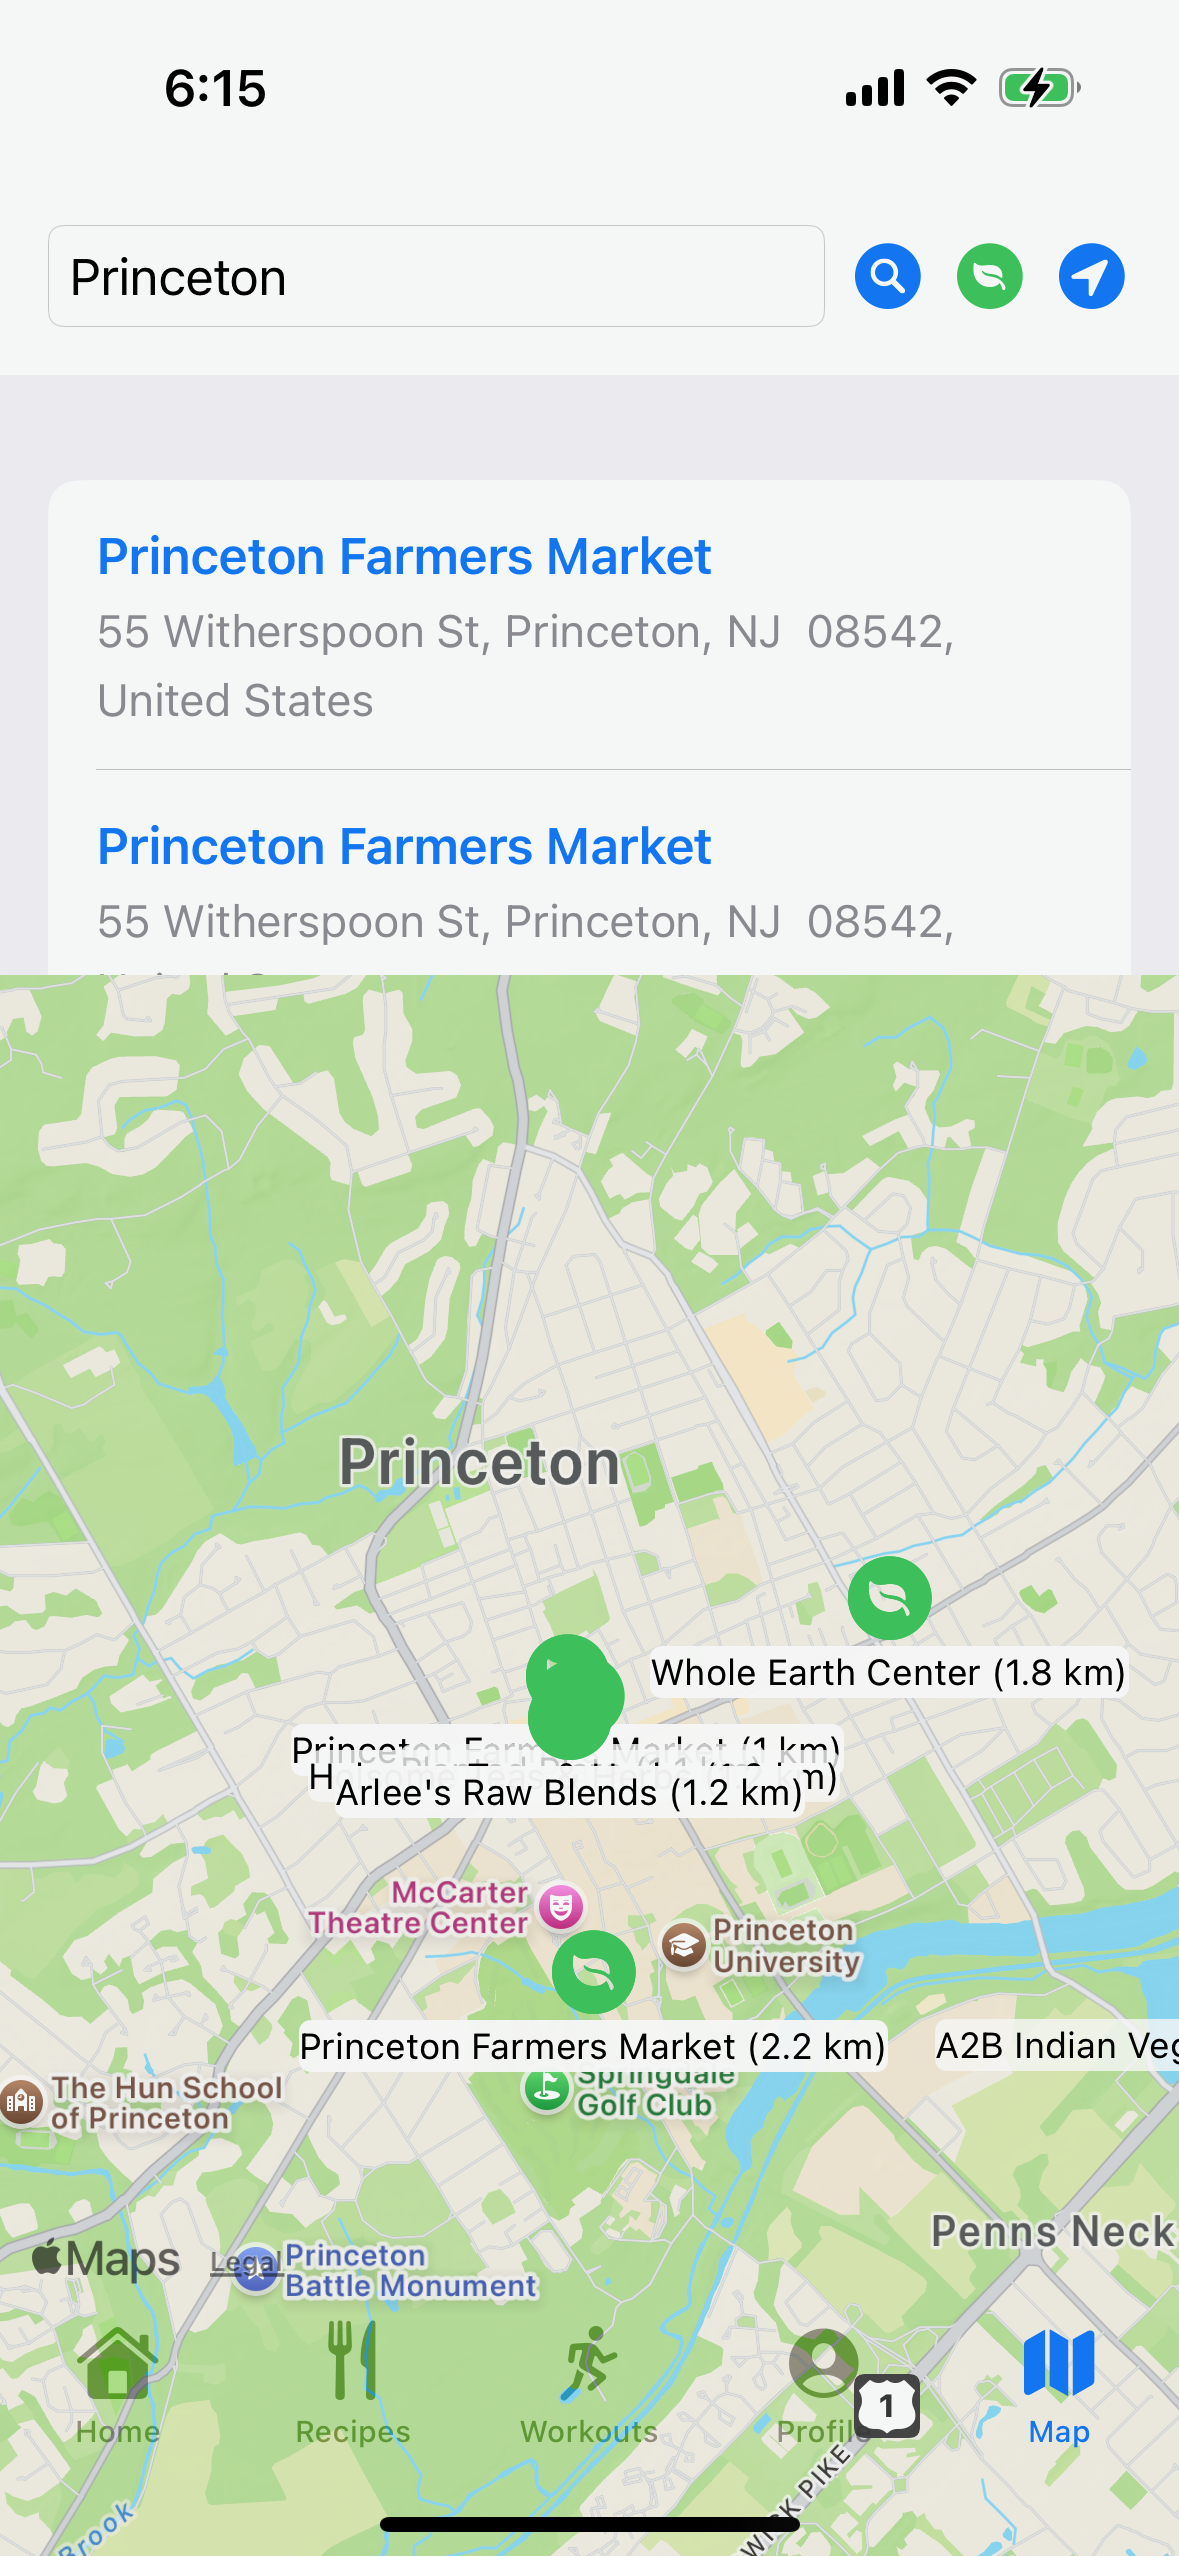 6:15
Princeton
Princeton Farmers Market
55 Witherspoon St, Princeton, NJ  08542,
United States
Princeton Farmers Market
55 Witherspoon St, Princeton, NJ  08542,
Princeton
Whole Earth Center (1.8 km)
Princeton Farmers Market (1 km)
Arlee's Raw Blends (1.2 km)
McCarter
Theatre Center
Princeton
University
Princeton Farmers Market (2.2 km)
A2B Indian Veg
Springdale
Golf Club
The Hun School
of Princeton
Penns Neck
Maps
Legal
Princeton
Battle Monument
1
Home
Recipes
Workouts
Profile
Map
WICK PIKE
Brook